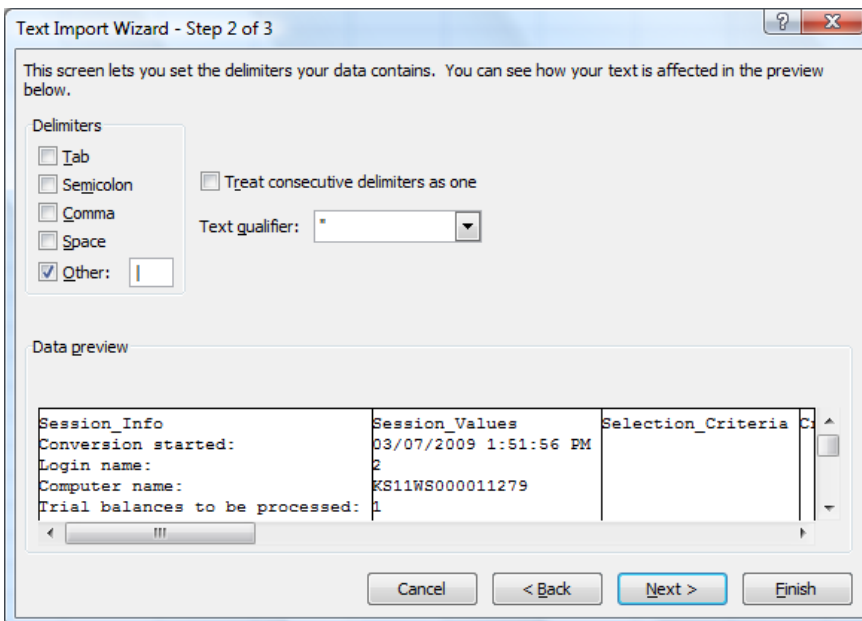 Text Import Wizard - Step 2 of 3
This screen lets you set the delimiters your data contains.  You can see how your text is affected in the preview
below.
Delimiters
Tab
Semicolon
Comma
Space
Other: |
Treat consecutive delimiters as one
Text qualifier: "
Data preview
Session_Info Session_Values Selection_Criteria
Conversion started: 03/07/2009 1:51:56 PM
Login name: 2
Computer name: KS11WS000011279
Trial balances to be processed: 1
Cancel < Back Next > Finish